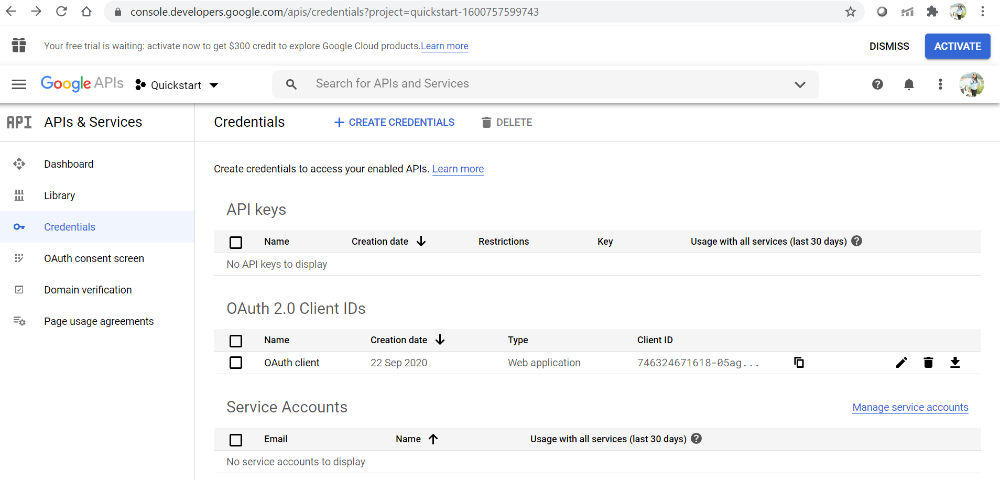 console.developers.google.com/apis/credentials?project=quickstart-1600757599743
Your free trial is waiting: activate now to get $300 credit to explore Google Cloud products. Learn more
DISMISS
ACTIVATE
Google APIs
Quickstart
Search for APIs and Services
API APIs & Services
Credentials
CREATE CREDENTIALS
DELETE
Dashboard
Library
Credentials
OAuth consent screen
Domain verification
Page usage agreements
Create credentials to access your enabled APIs. Learn more
API keys
Name Creation date Restrictions Key Usage with all services (last 30 days)
No API keys to display
OAuth 2.0 Client IDs
Name Creation date Type Client ID
OAuth client 22 Sep 2020 Web application 746324671618-05ag...
Service Accounts
Manage service accounts
Email Name Usage with all services (last 30 days)
No service accounts to display